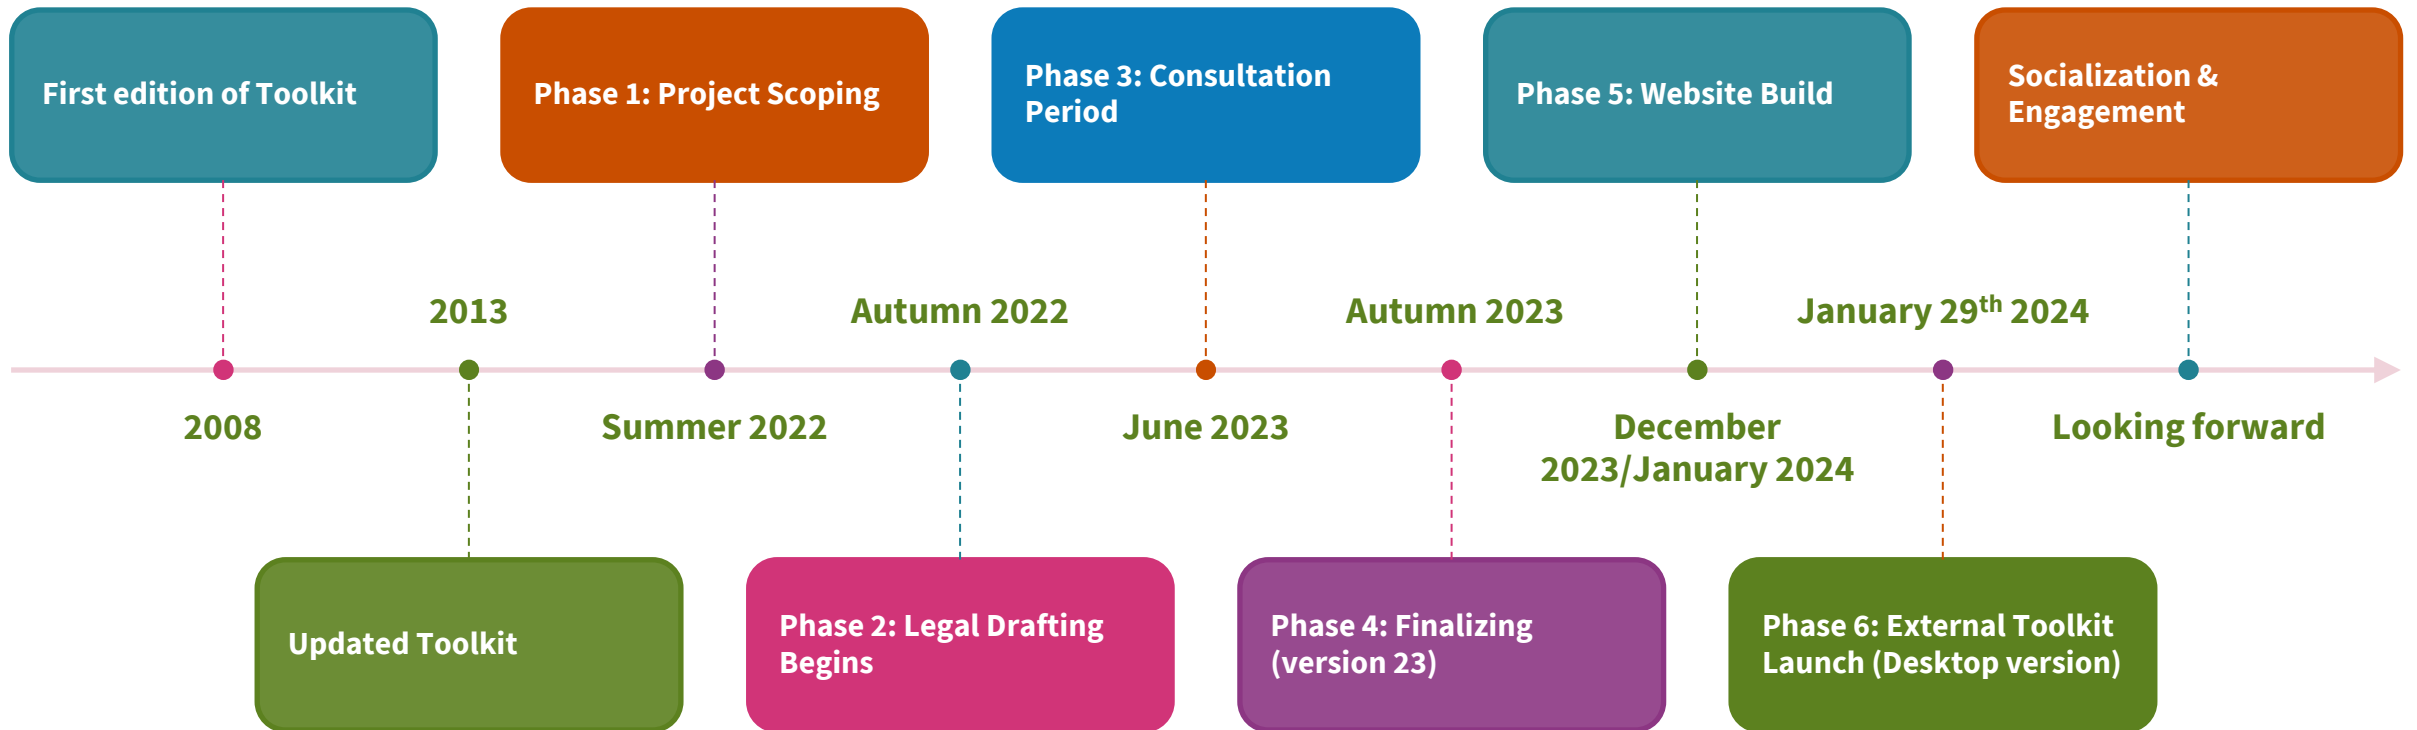 First edition of Toolkit
Phase 1: Project Scoping
Phase 3: Consultation
Period
Phase 5: Website Build
Socialization &
Engagement
2013
Autumn 2022
Autumn 2023
January 29th 2024
2008
Summer 2022
June 2023
December
2023/January 2024
Looking forward
Updated Toolkit
Phase 2: Legal Drafting
Begins
Phase 4: Finalizing
(version 23)
Phase 6: External Toolkit
Launch (Desktop version)